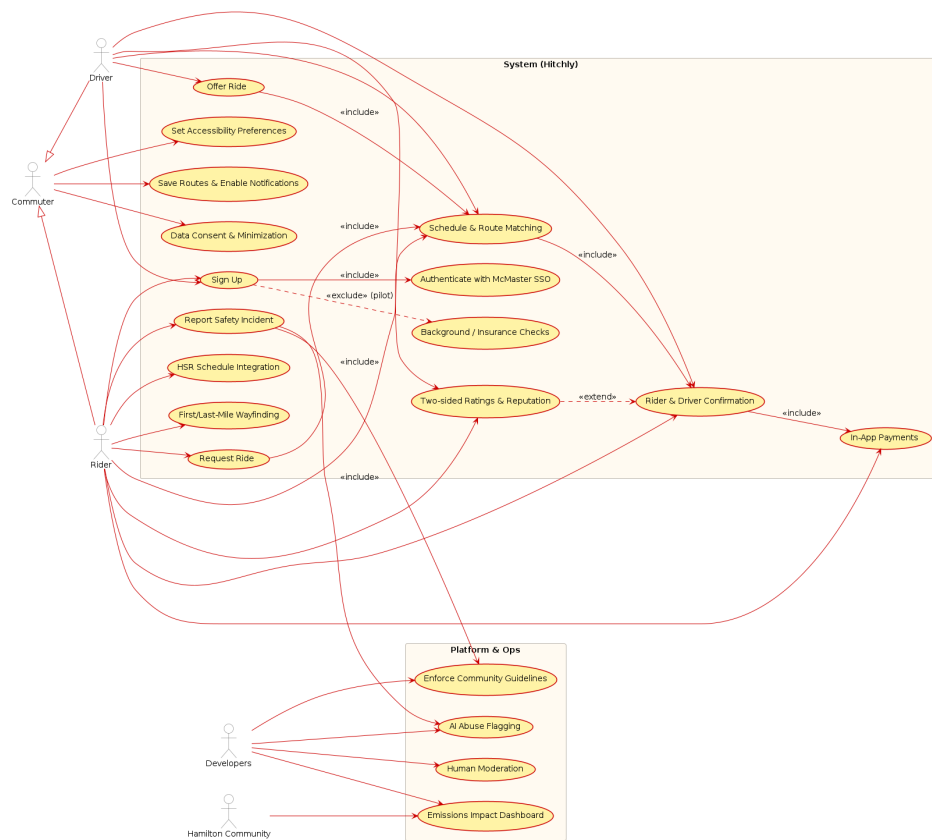 System (Hitchly)
Driver
Offer Ride
«include»
Set Accessibility Preferences
Commuter
Save Routes & Enable Notifications
Data Consent & Minimization
«include»
Schedule & Route Matching
«include»
Sign Up
«include»
Authenticate with McMaster SSO
«exclude» (pilot)
Report Safety Incident
Background / Insurance Checks
HSR Schedule Integration
«include»
Two-sided Ratings & Reputation
«extend»
Rider & Driver Confirmation
First/Last-Mile Wayfinding
«include»
In-App Payments
Rider
Request Ride
«include»
Platform & Ops
Enforce Community Guidelines
AI Abuse Flagging
Developers
Human Moderation
Emissions Impact Dashboard
Hamilton Community